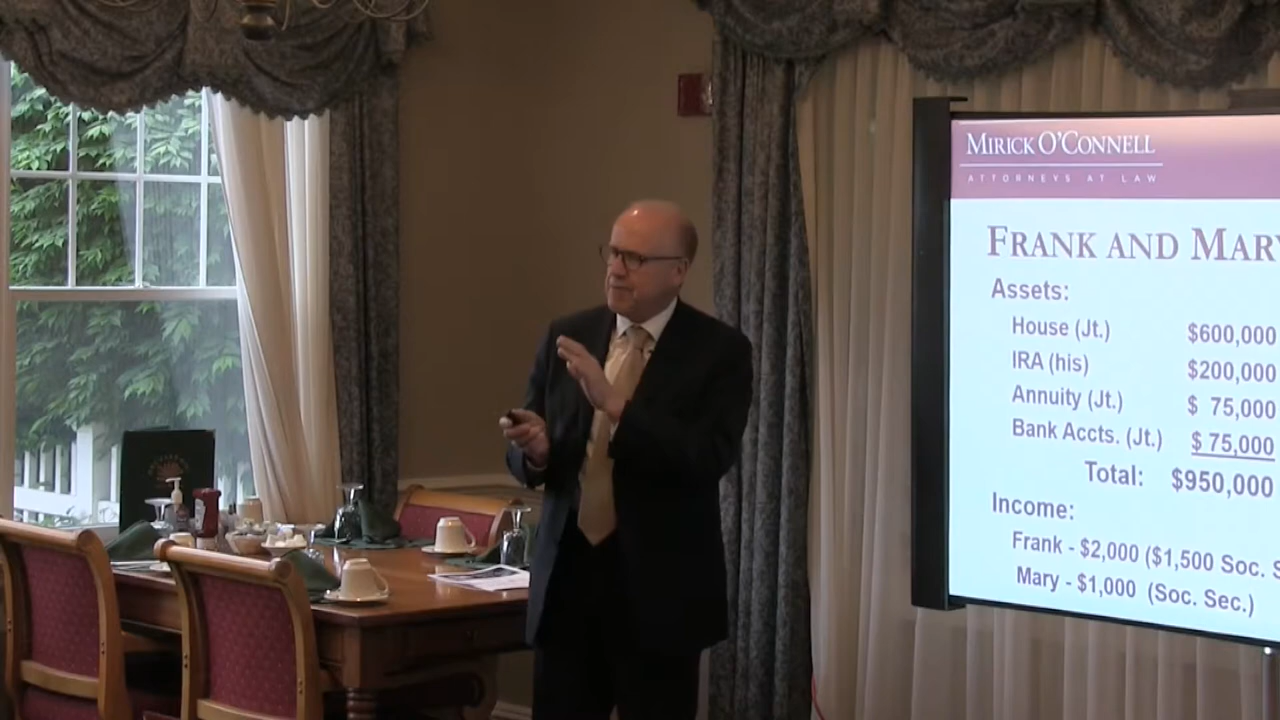 MIRICK O'CONNELL
ATTORNEYS AT LAW
FRANK AND MARY
Assets:
House (Jt.) $600,000
IRA (his) $200,000
Annuity (Jt.) $ 75,000
Bank Accts. (Jt.) $ 75,000
Total: $950,000
Income:
Frank - $2,000 ($1,500 Soc. S
Mary - $1,000 (Soc. Sec.)